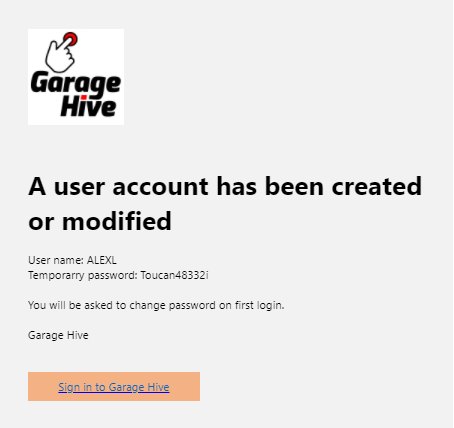 Garage
Hive
A user account has been created
or modified
User name: ALEXL
Temporarry password: Toucan48332i
You will be asked to change password on first login.
Garage Hive
Sign in to Garage Hive